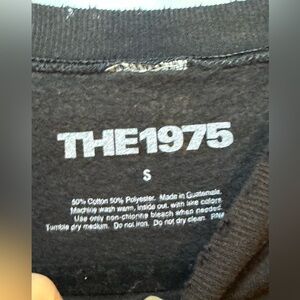 THE1975
S
50% Cotton 50% Polyester. Made in Guatemala.
Machine wash warm, inside out, with like colors.
Use only non-chlorine bleach when needed.
Tumble dry medium. Do not iron. Do not dry clean. RN#